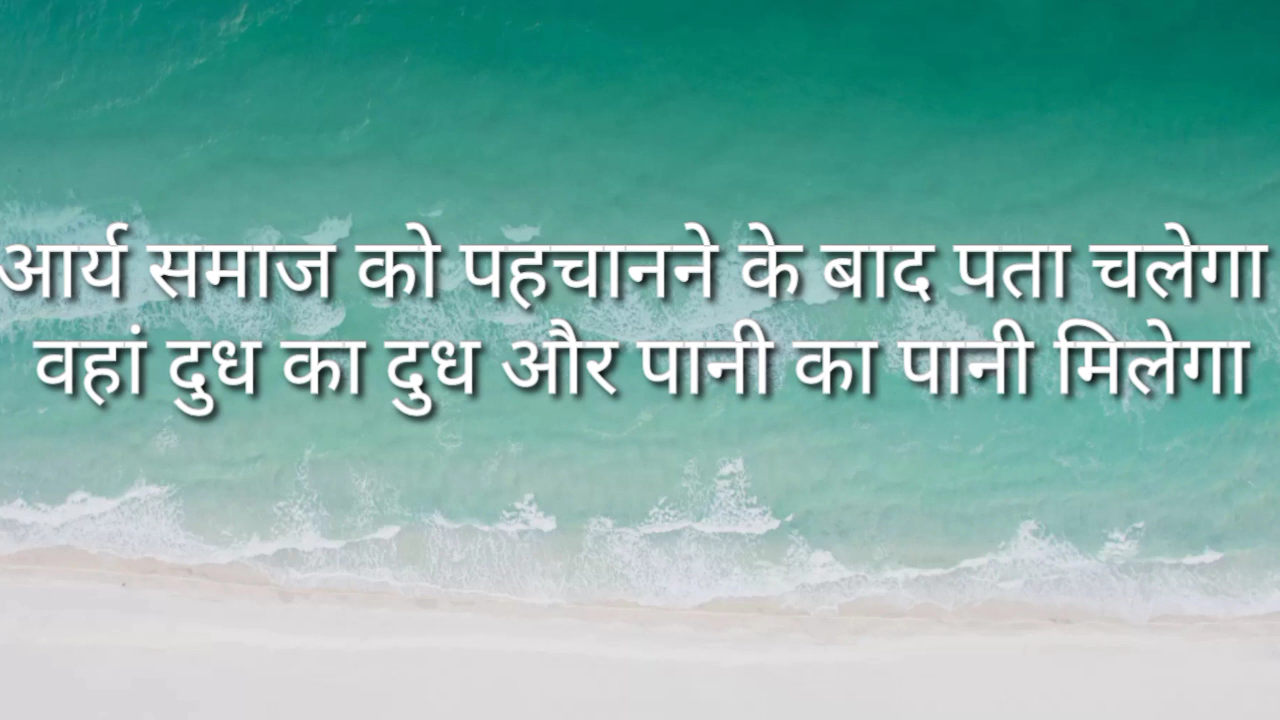 आर्य समाज को पहचानने के बाद पता चलेगा
वहां दुध का दुध और पानी का पानी मिलेगा